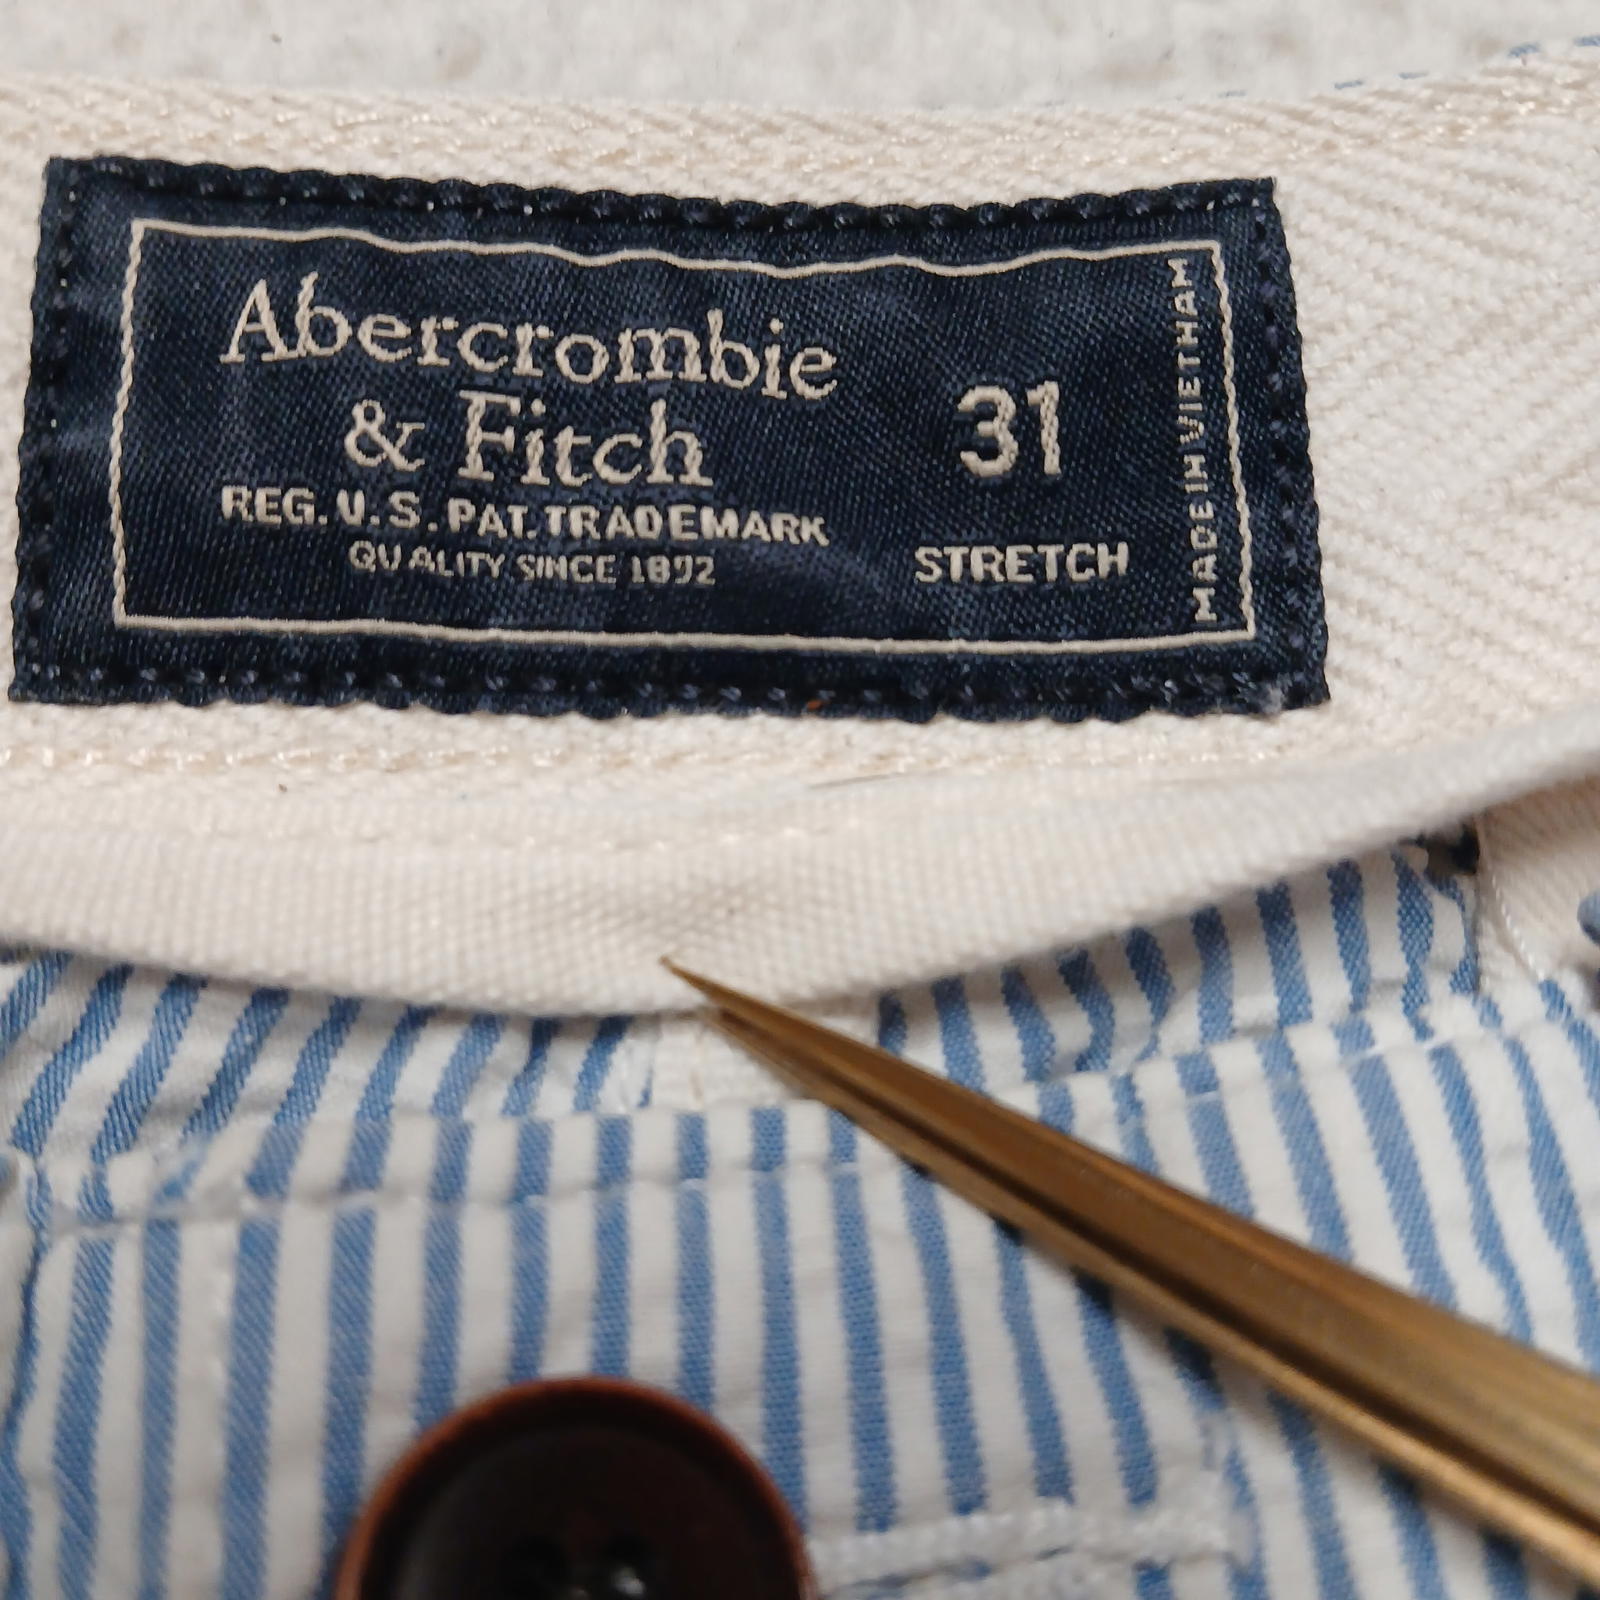 Abercrombie
& Fitch
REG. U.S. PAT. TRADEMARK
QUALITY SINCE 1892
31
STRETCH
MADE IN VIETNAM